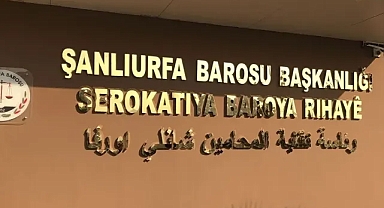 ŞANLIURFA BAROSU BAŞKANLIĞI
SEROKATIYA BAROYA RIHAYÊ
رئاسة نقابة المحامين شانلي اورفا